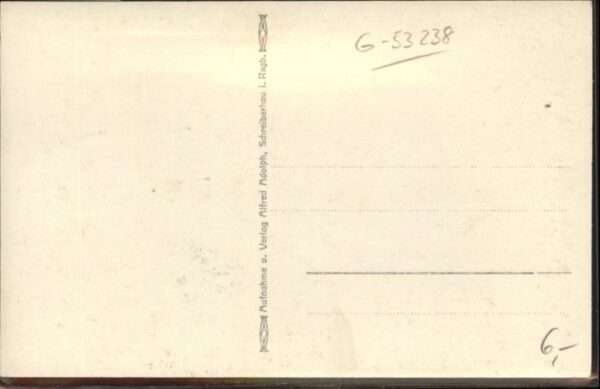 G-53238
Aufnahme u. Verlag Alfred Adolph, Schreiberhau i. Rsgb.
6,-